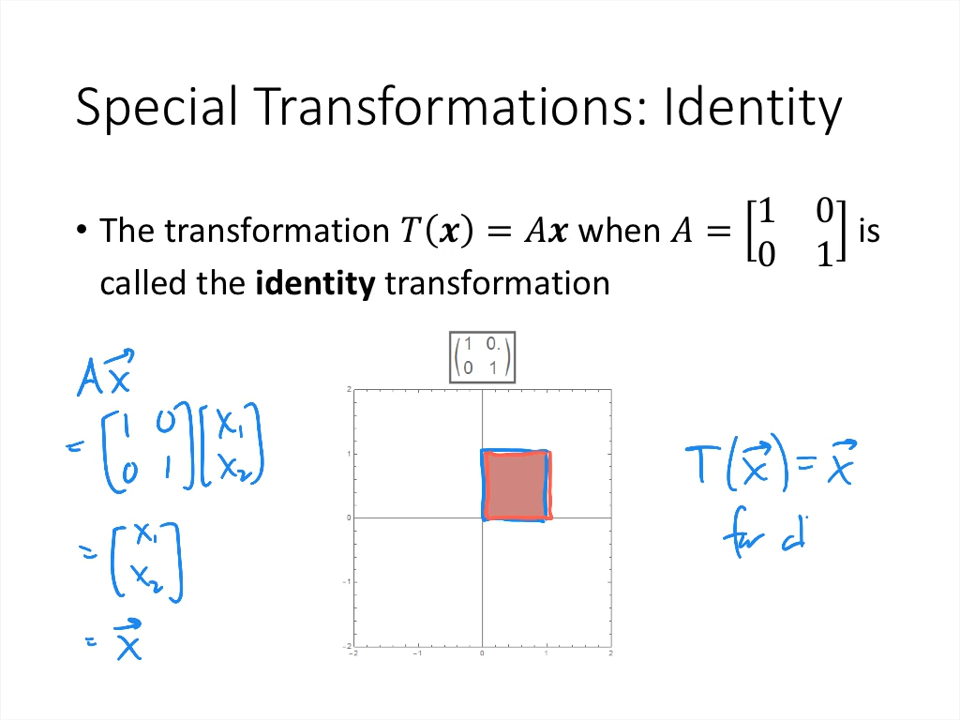 Special Transformations: Identity
• The transformation T(x) = Ax when A = [1 0; 0 1] is
called the identity transformation
(1 0. ; 0 1)
Ax⃗
= [1 0; 0 1][x₁; x₂]
= [x₁; x₂]
= x⃗
2
1
0
-1
-2
-2 -1 0 1 2
T(x⃗) = x⃗
for